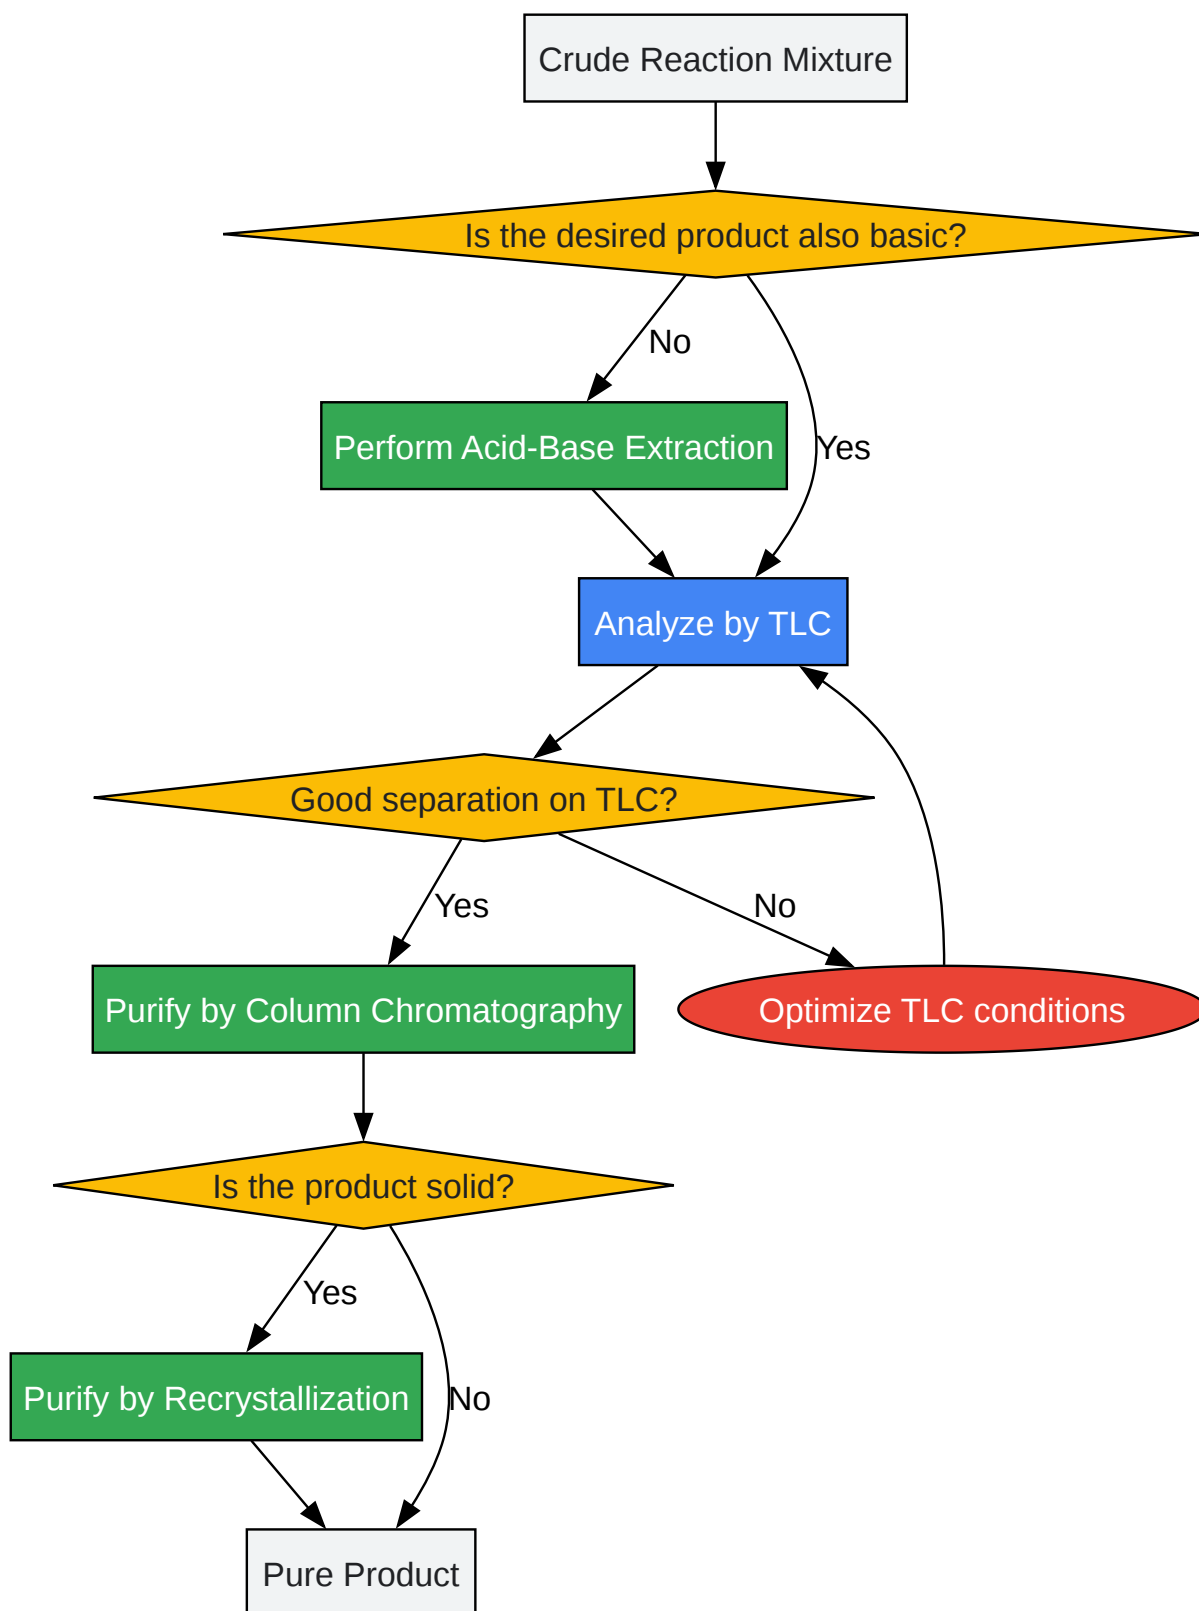 Crude Reaction Mixture
Is the desired product also basic?
No
Perform Acid-Base Extraction
Yes
Analyze by TLC
Good separation on TLC?
Yes
No
Purify by Column Chromatography
Optimize TLC conditions
Is the product solid?
Yes
Purify by Recrystallization
No
Pure Product